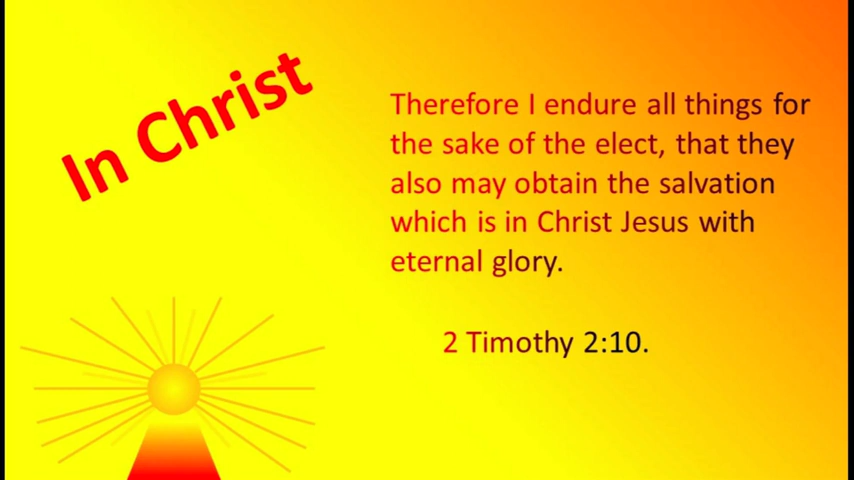 In Christ
Therefore I endure all things for
the sake of the elect, that they
also may obtain the salvation
which is in Christ Jesus with
eternal glory.
2 Timothy 2:10.